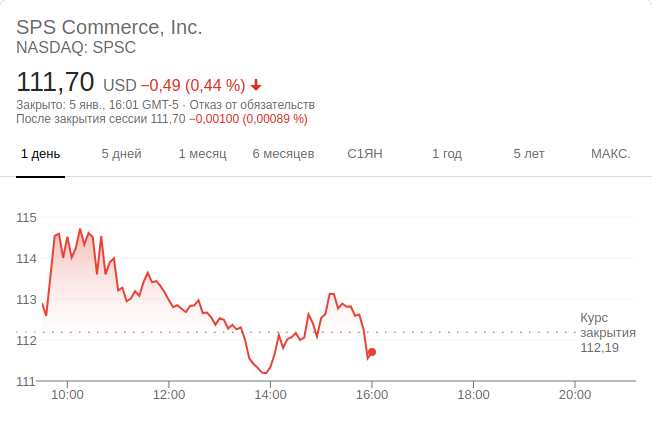 SPS Commerce, Inc.
NASDAQ: SPSC
111,70 USD −0,49 (0,44 %)
Закрыто: 5 янв., 16:01 GMT-5 · Отказ от обязательств
После закрытия сессии 111,70 −0,00100 (0,00089 %)
1 день 5 дней 1 месяц 6 месяцев С1ЯН 1 год 5 лет МАКС.
115
114
113
112
111
Курс
закрытия
112,19
10:00 12:00 14:00 16:00 18:00 20:00